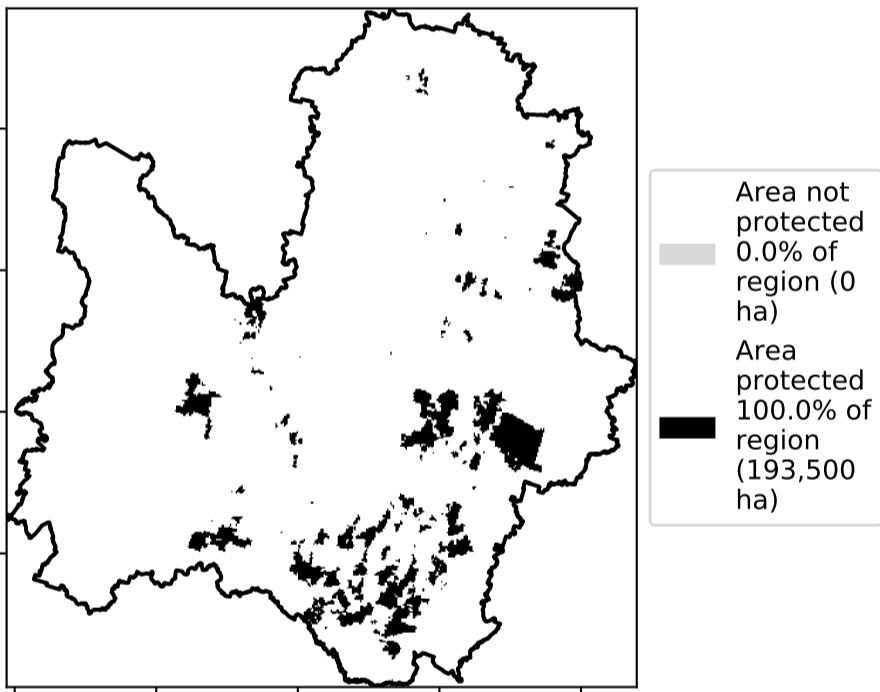 Area not
protected
0.0% of
region (0
ha)
Area
protected
100.0% of
region
(193,500
ha)